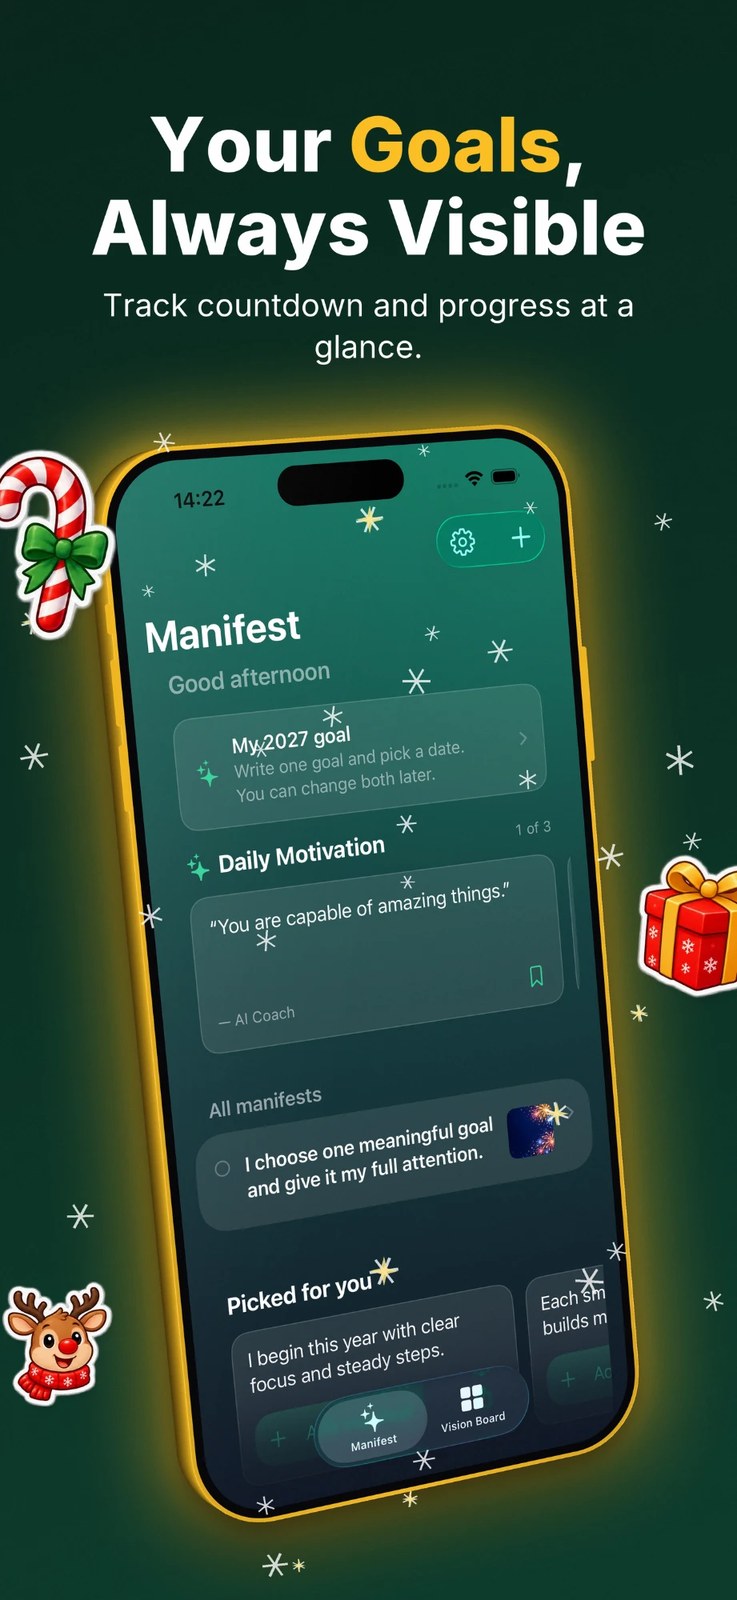 Your Goals,
Always Visible
Track countdown and progress at a
glance.
14:22
Manifest
Good afternoon
My 2027 goal
Write one goal and pick a date.
You can change both later.
Daily Motivation
1 of 3
“You are capable of amazing things.”
— AI Coach
All manifests
I choose one meaningful goal
and give it my full attention.
Picked for you
I begin this year with clear
focus and steady steps.
Each sm
builds m
Manifest
Vision Board